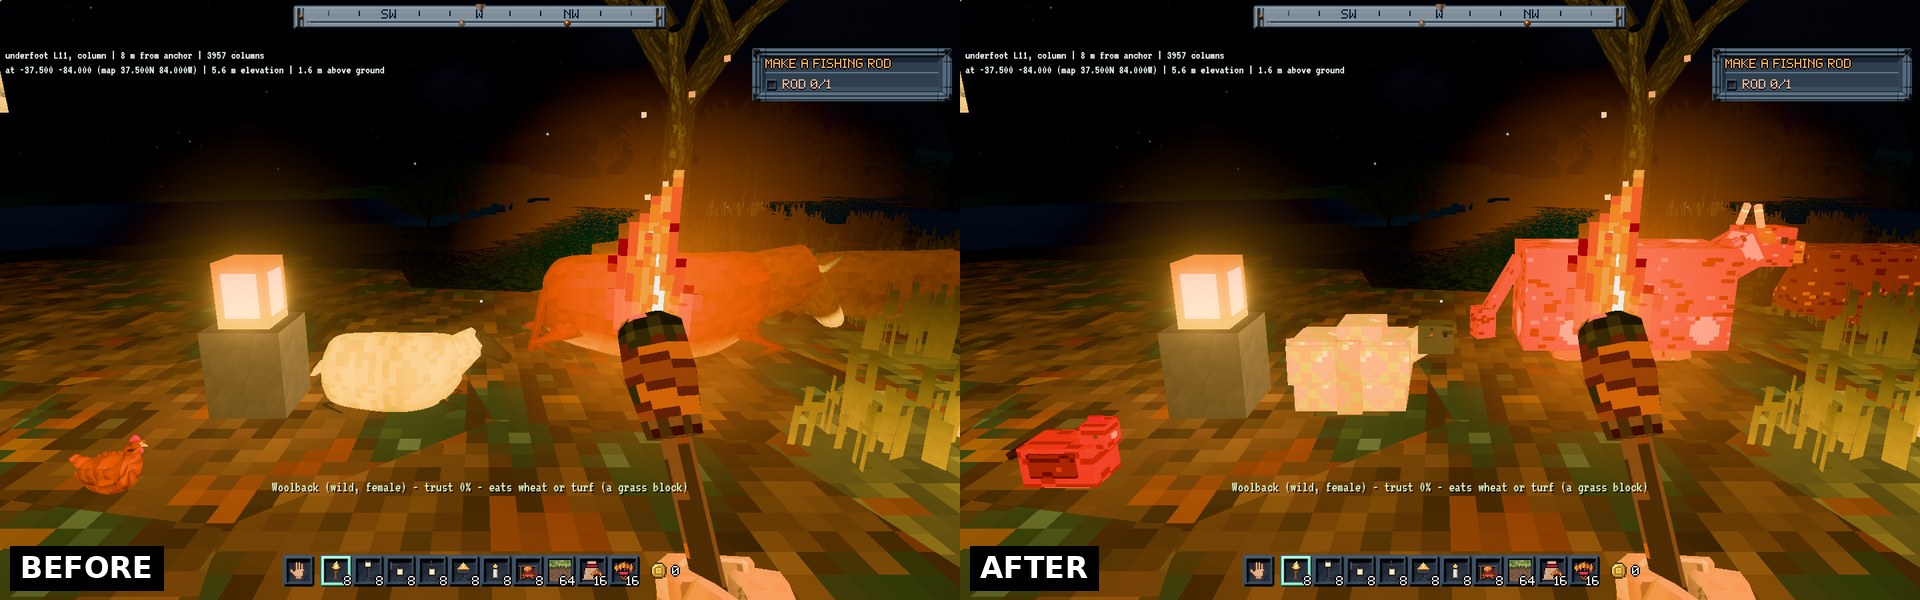 SW W NW
underfoot L11, column | 8 m from anchor | 3957 columns
at -37.500 -84.000 (map 37.500N 84.000W) | 5.6 m elevation | 1.6 m above ground
MAKE A FISHING ROD
ROD 0/1
Woolback (wild, female) - trust 0% - eats wheat or turf (a grass block)
8 8 8 8 8 8 8 64 16 16 0
BEFORE
SW W NW
underfoot L11, column | 8 m from anchor | 3957 columns
at -37.500 -84.000 (map 37.500N 84.000W) | 5.6 m elevation | 1.6 m above ground
MAKE A FISHING ROD
ROD 0/1
Woolback (wild, female) - trust 0% - eats wheat or turf (a grass block)
8 8 8 8 8 8 8 64 16 16 0
AFTER